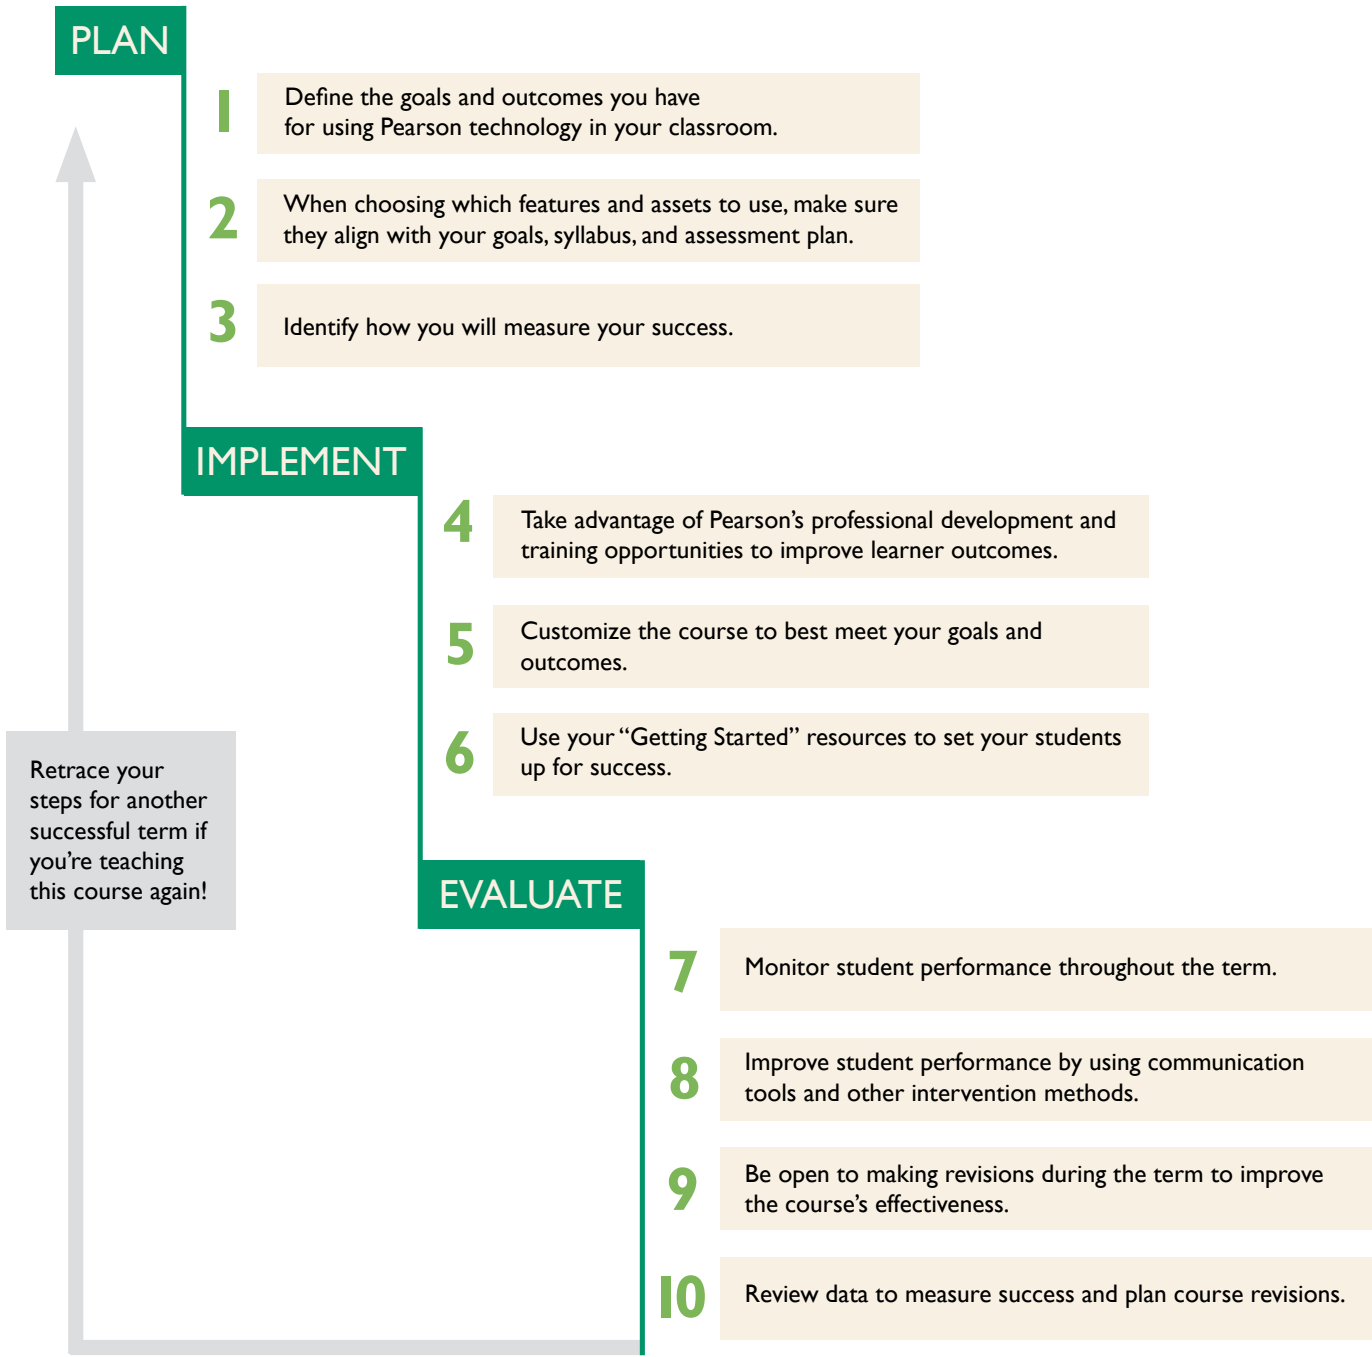 PLAN
1
Define the goals and outcomes you have
for using Pearson technology in your classroom.
2
When choosing which features and assets to use, make sure
they align with your goals, syllabus, and assessment plan.
3
Identify how you will measure your success.
IMPLEMENT
4
Take advantage of Pearson’s professional development and
training opportunities to improve learner outcomes.
5
Customize the course to best meet your goals and
outcomes.
6
Use your “Getting Started” resources to set your students
up for success.
Retrace your
steps for another
successful term if
you’re teaching
this course again!
EVALUATE
7
Monitor student performance throughout the term.
8
Improve student performance by using communication
tools and other intervention methods.
9
Be open to making revisions during the term to improve
the course’s effectiveness.
10
Review data to measure success and plan course revisions.